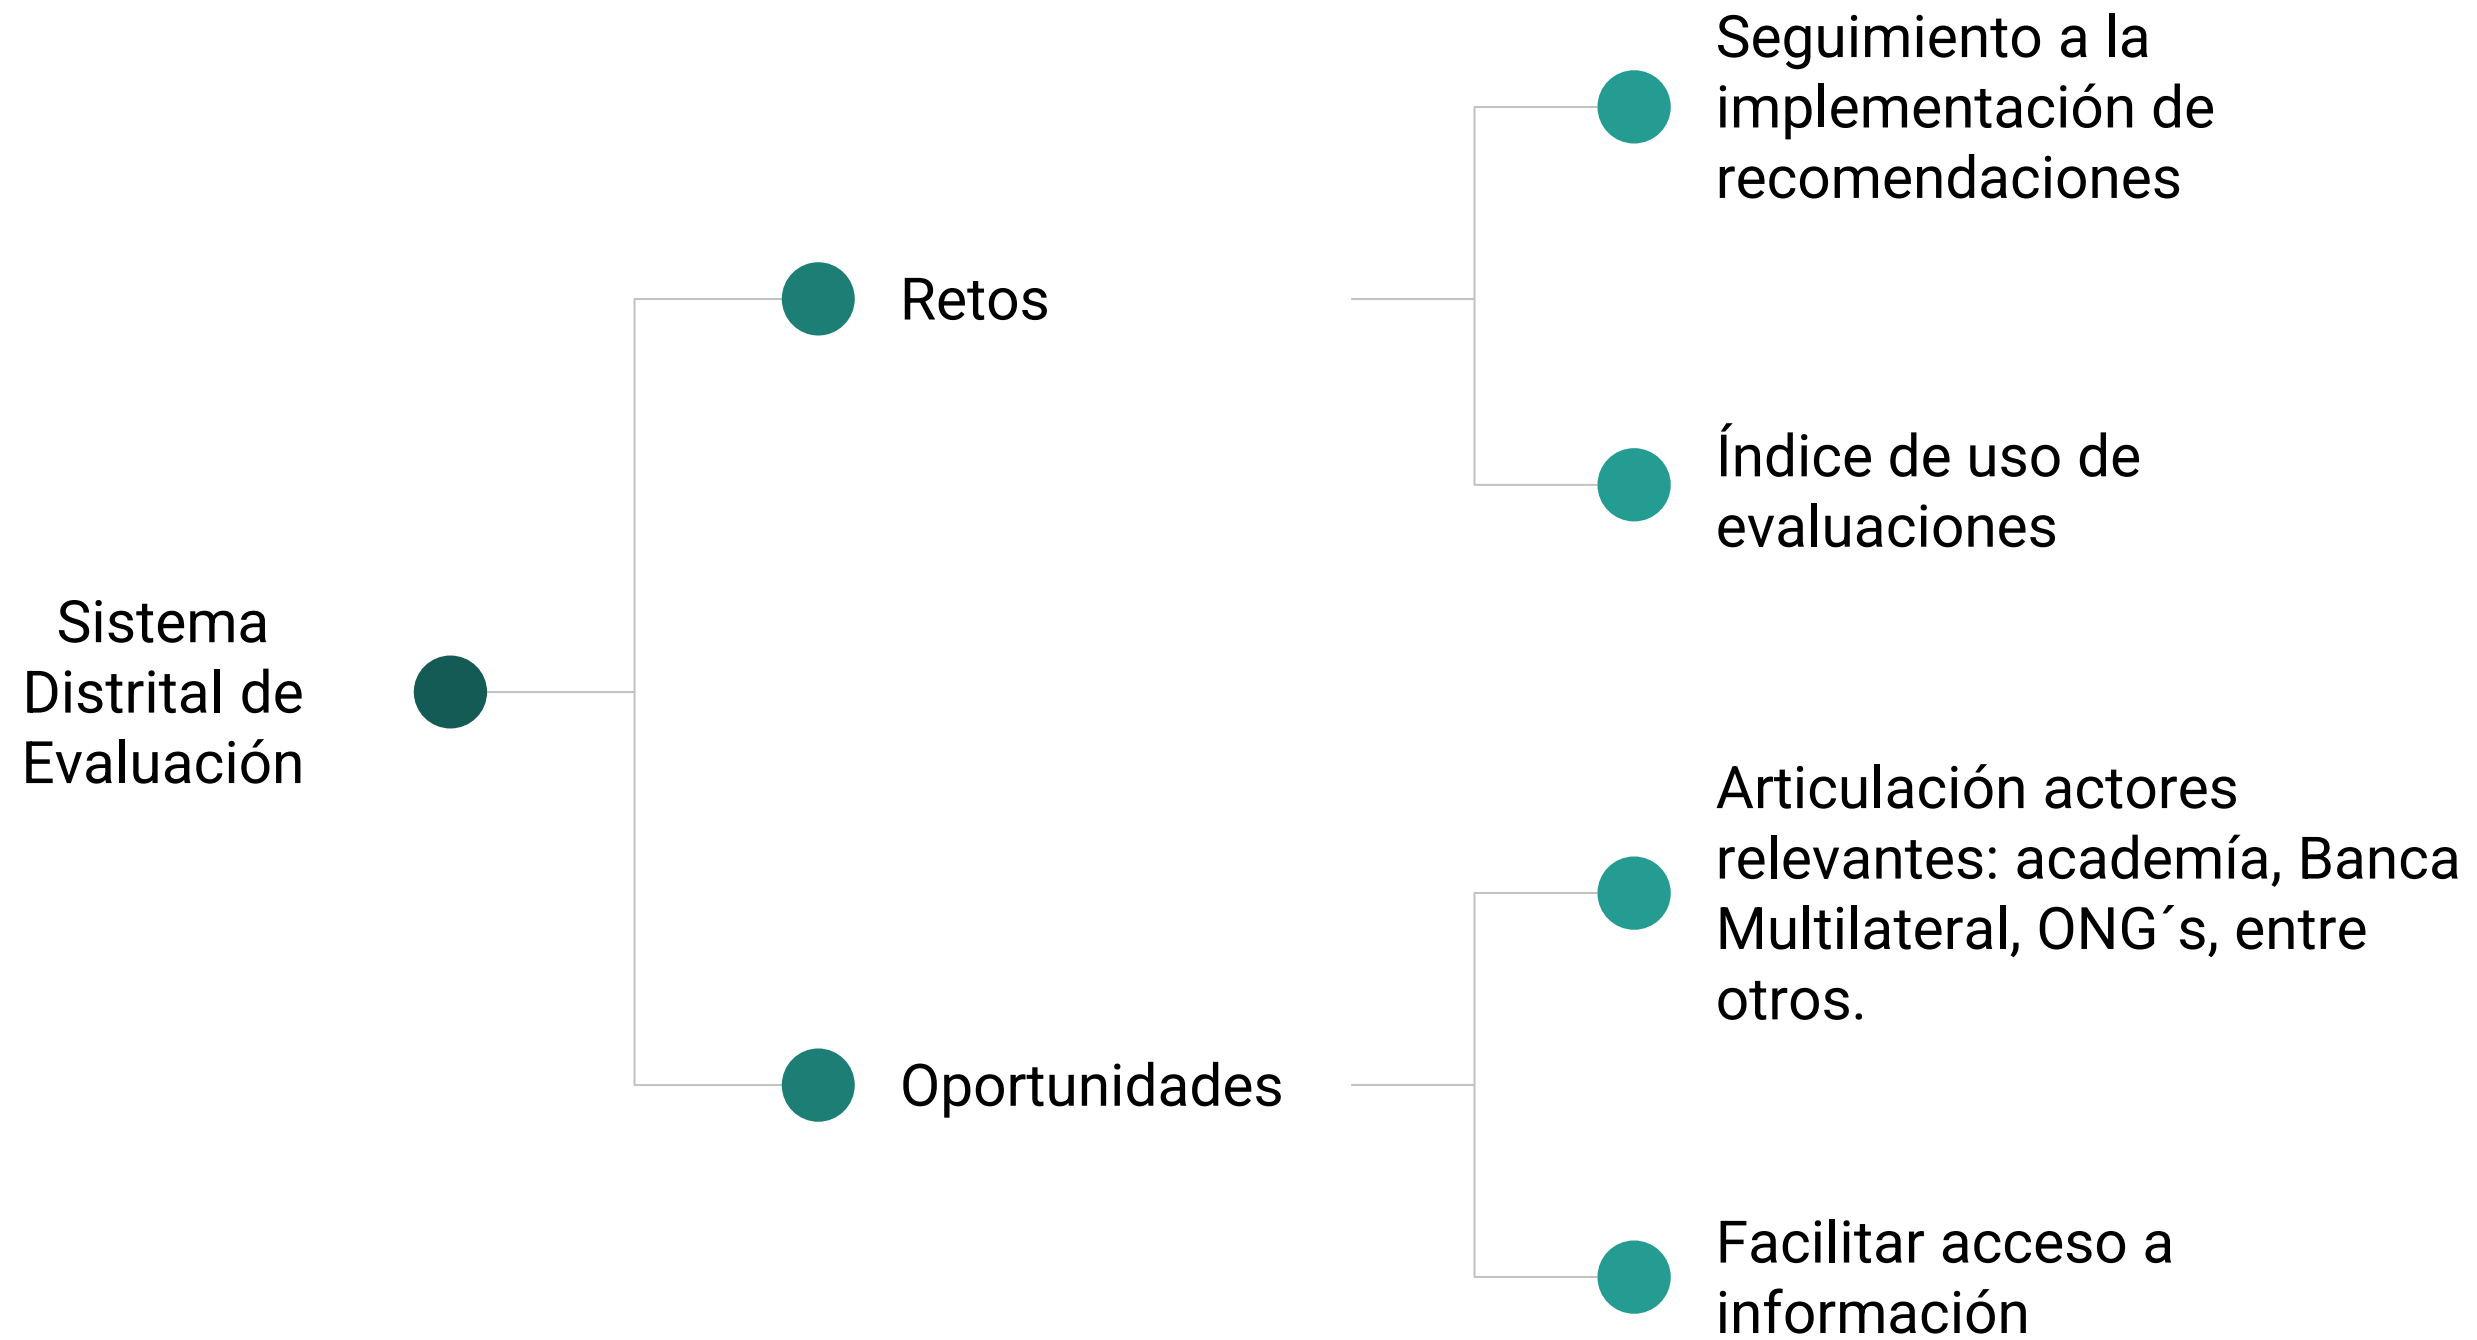 Sistema
Distrital de
Evaluación
Retos
Seguimiento a la
implementación de
recomendaciones
Índice de uso de
evaluaciones
Oportunidades
Articulación actores
relevantes: academía, Banca
Multilateral, ONG´s, entre
otros.
Facilitar acceso a
información